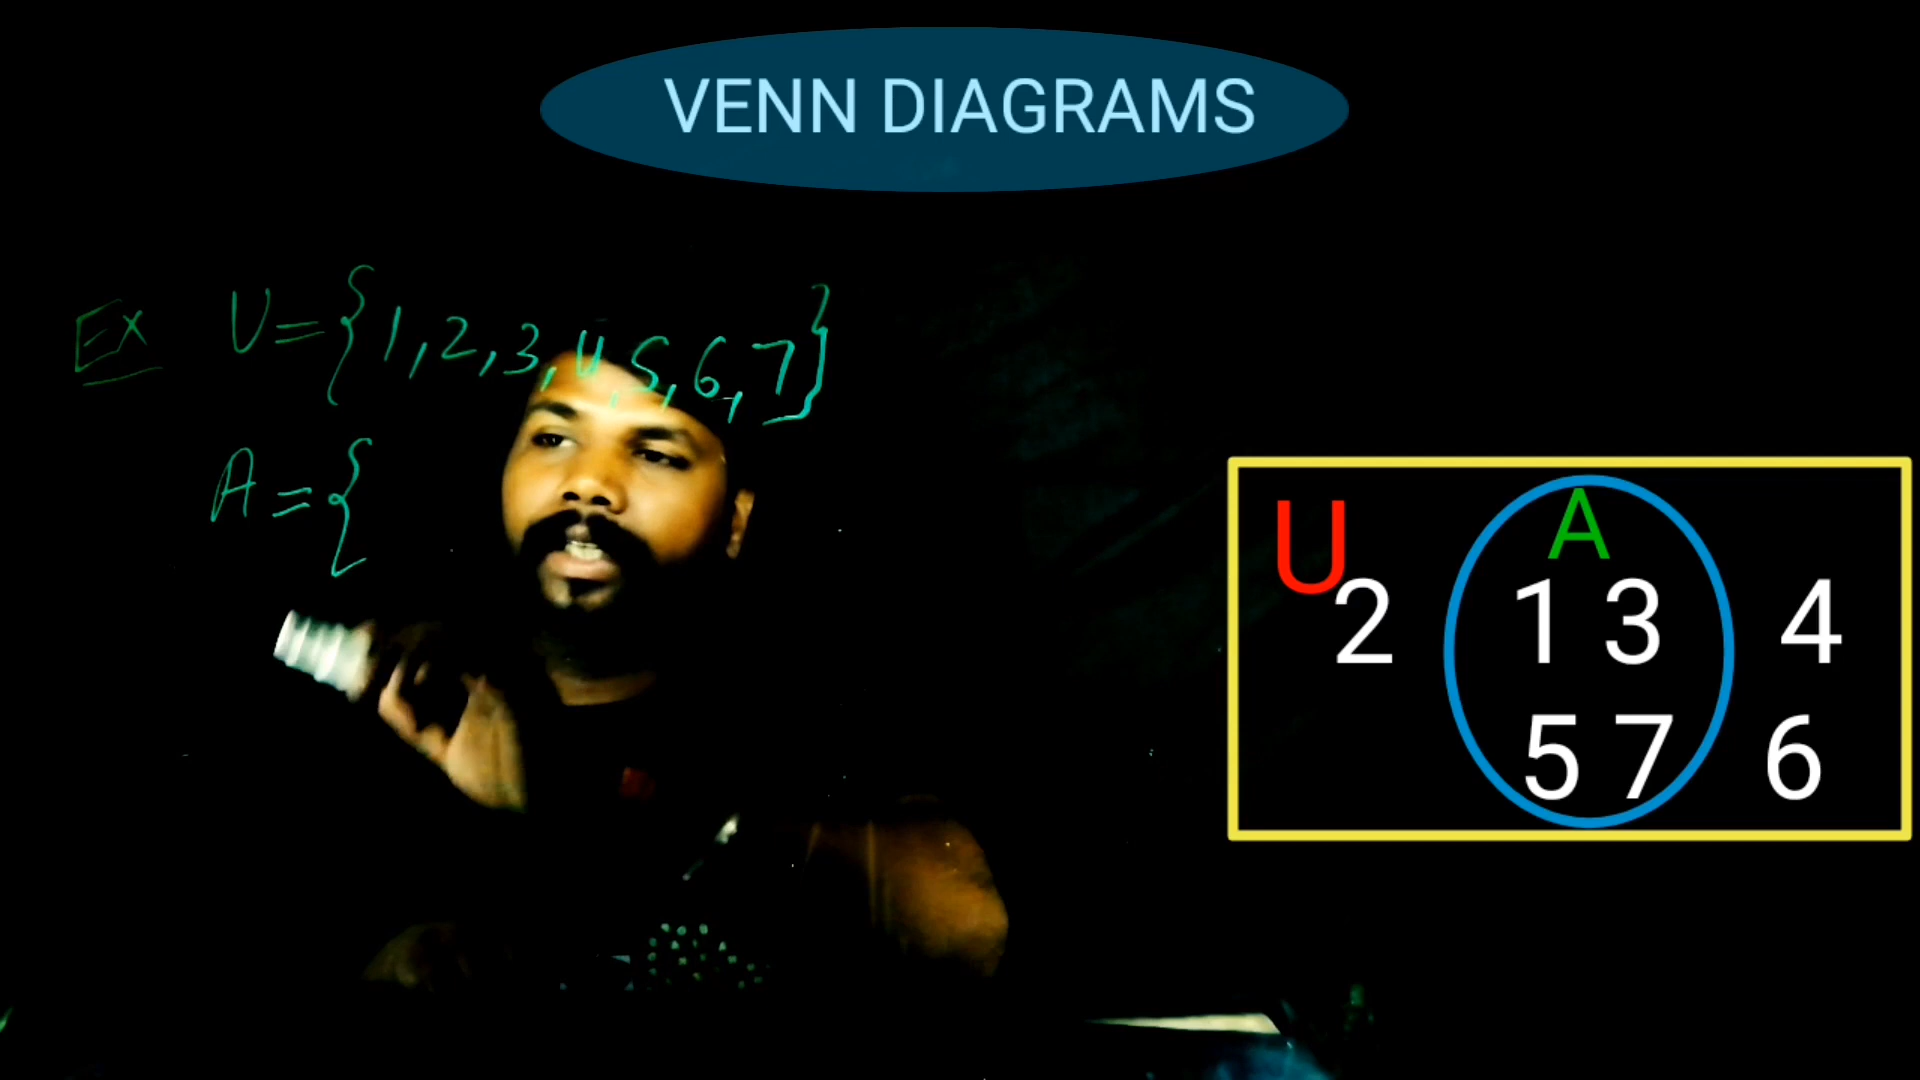 VENN DIAGRAMS
Ex U={1,2,3,4,5,6,7}
A={
U A
2 1 3 4
5 7 6